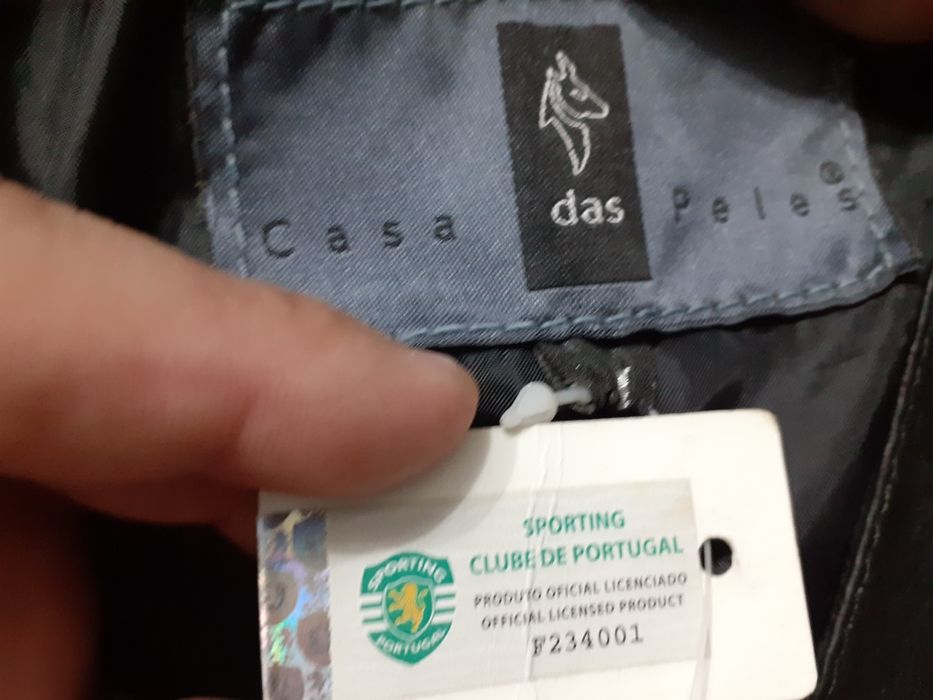 Casa das Peles®
SPORTING
CLUBE DE PORTUGAL
PRODUTO OFICIAL LICENCIADO
OFFICIAL LICENSED PRODUCT
F234001
SPORTING
PORTUGAL